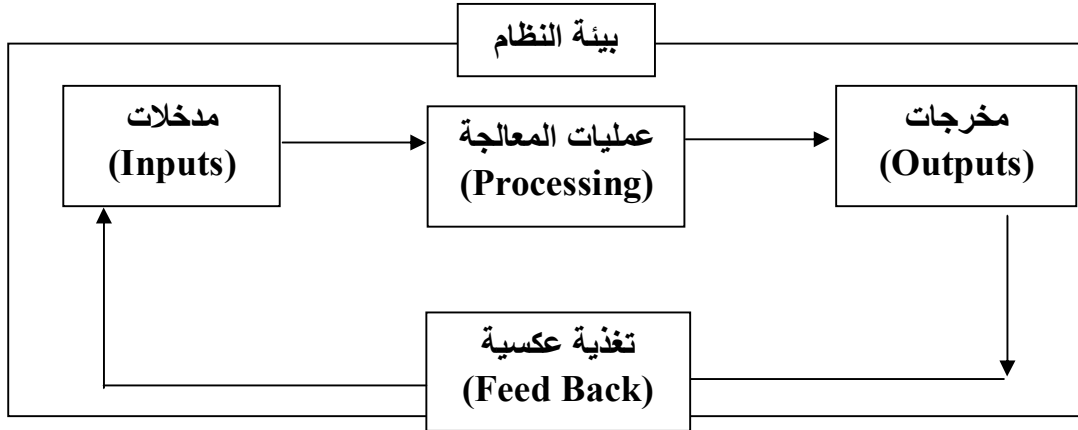 بيئة النظام
مدخلات
(Inputs)
عمليات المعالجة
(Processing)
مخرجات
(Outputs)
تغذية عكسية
(Feed Back)